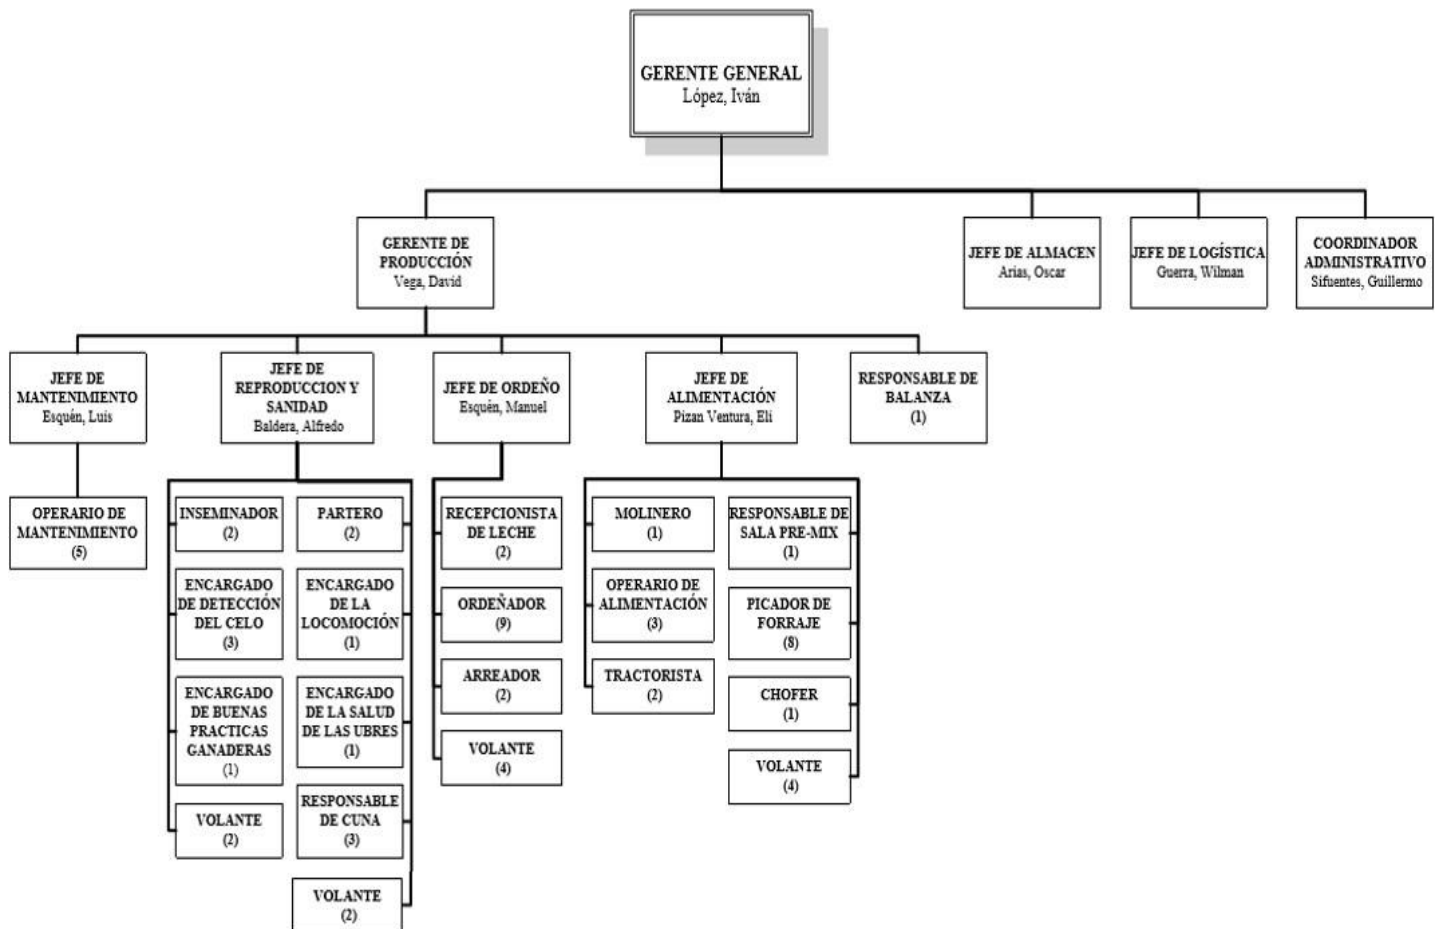 GERENTE GENERAL
López, Iván
GERENTE DE
PRODUCCIÓN
Vega, David
JEFE DE ALMACEN
Arias, Oscar
JEFE DE LOGÍSTICA
Guerra, Wilman
COORDINADOR
ADMINISTRATIVO
Sifuentes, Guillermo
JEFE DE
MANTENIMIENTO
Esquén, Luis
JEFE DE
REPRODUCCION Y
SANIDAD
Baldera, Alfredo
JEFE DE ORDEÑO
Esquén, Manuel
JEFE DE
ALIMENTACIÓN
Pizan Ventura, Elí
RESPONSABLE DE
BALANZA
(1)
OPERARIO DE
MANTENIMIENTO
(5)
INSEMINADOR
(2)
ENCARGADO
DE DETECCIÓN
DEL CELO
(3)
ENCARGADO
DE BUENAS
PRACTICAS
GANADERAS
(1)
VOLANTE
(2)
PARTERO
(2)
ENCARGADO
DE LA
LOCOMOCIÓN
(1)
ENCARGADO
DE LA SALUD
DE LAS UBRES
(1)
RESPONSABLE
DE CUNA
(3)
VOLANTE
(2)
RECEPCIONISTA
DE LECHE
(2)
ORDEÑADOR
(9)
ARREADOR
(2)
VOLANTE
(4)
MOLINERO
(1)
OPERARIO DE
ALIMENTACIÓN
(3)
TRACTORISTA
(2)
RESPONSABLE DE
SALA PRE-MIX
(1)
PICADOR DE
FORRAJE
(8)
CHOFER
(1)
VOLANTE
(4)